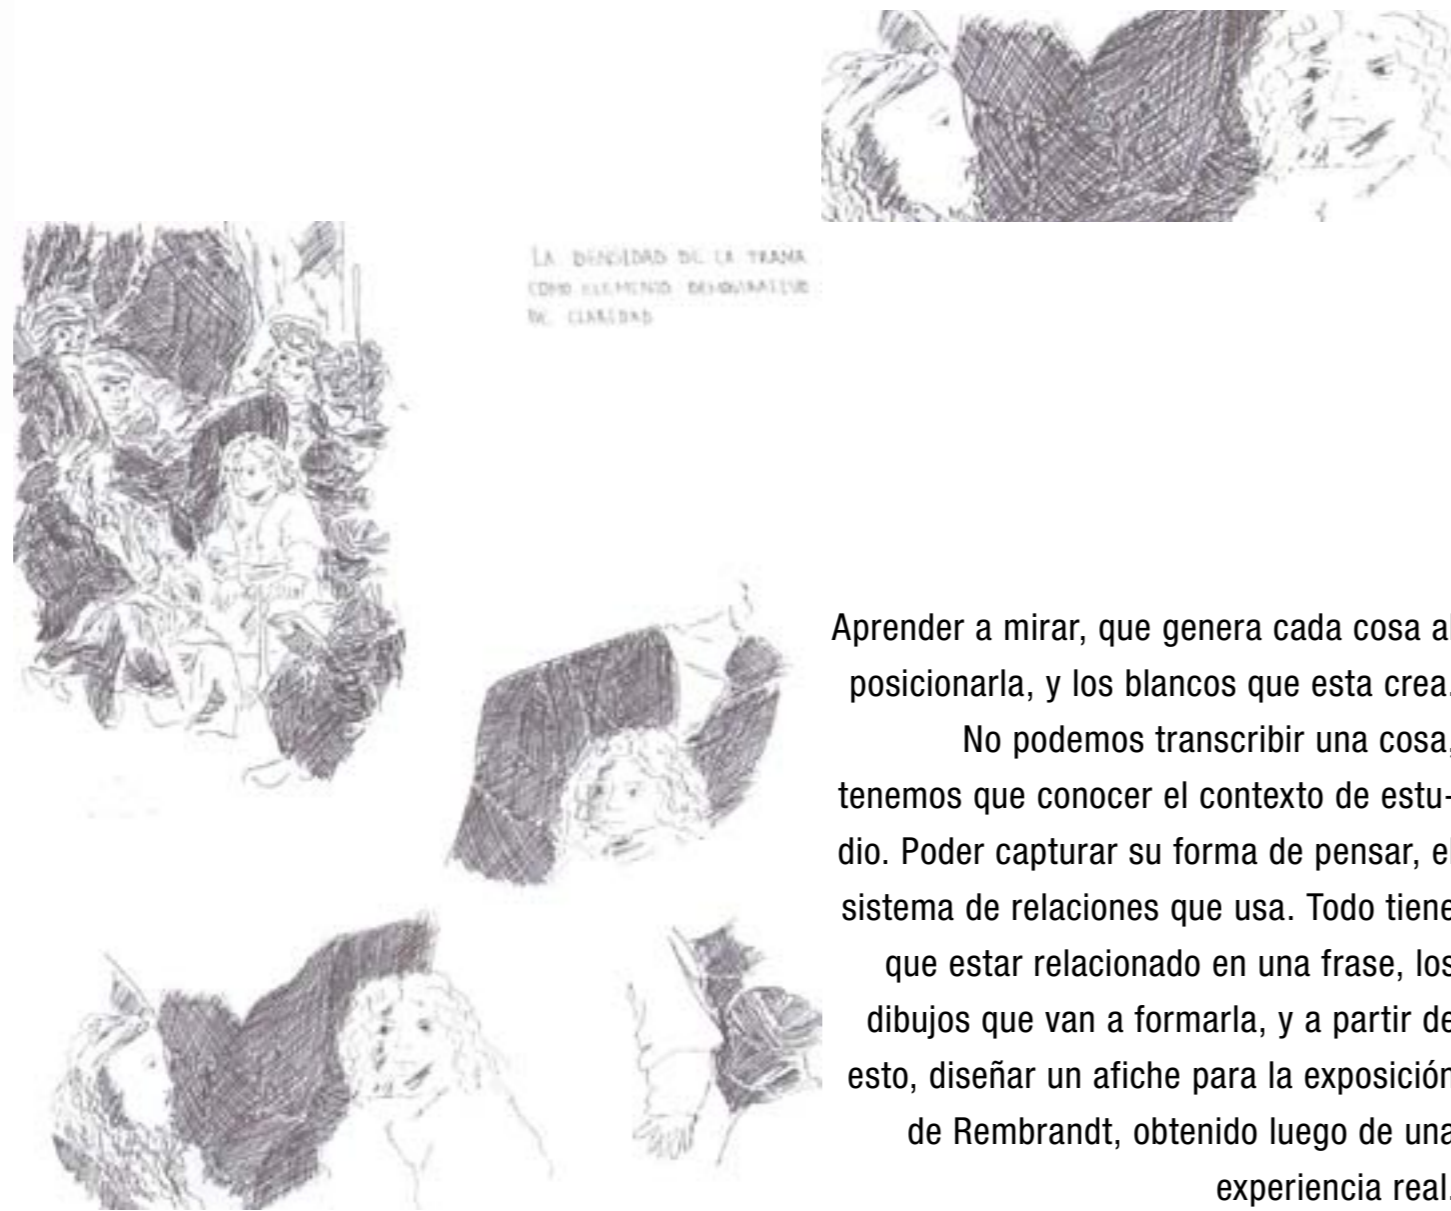 LA DENSIDAD DE LA TRAMA
COMO ELEMENTO DEMOSTRATIVO
DE CLARIDAD
Aprender a mirar, que genera cada cosa al
posicionarla, y los blancos que esta crea.
No podemos transcribir una cosa,
tenemos que conocer el contexto de estu-
dio. Poder capturar su forma de pensar, el
sistema de relaciones que usa. Todo tiene
que estar relacionado en una frase, los
dibujos que van a formarla, y a partir de
esto, diseñar un afiche para la exposición
de Rembrandt, obtenido luego de una
experiencia real.